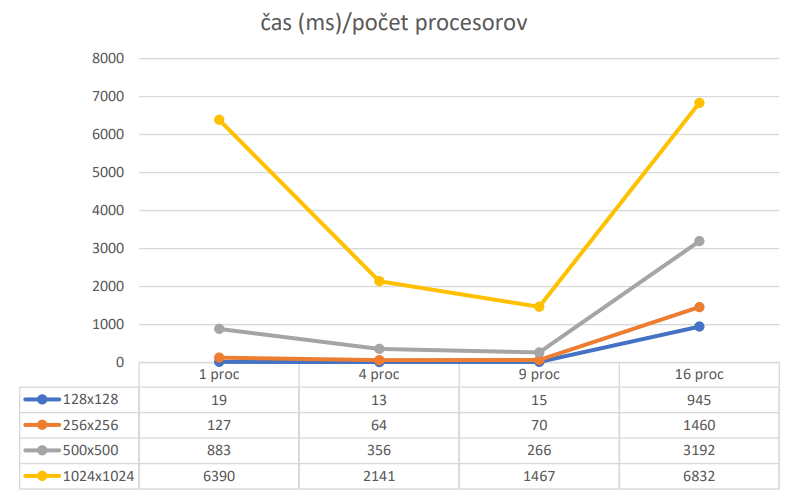 čas (ms)/počet procesorov
8000
7000
6000
5000
4000
3000
2000
1000
0
1 proc 4 proc 9 proc 16 proc
128x128 19 13 15 945
256x256 127 64 70 1460
500x500 883 356 266 3192
1024x1024 6390 2141 1467 6832